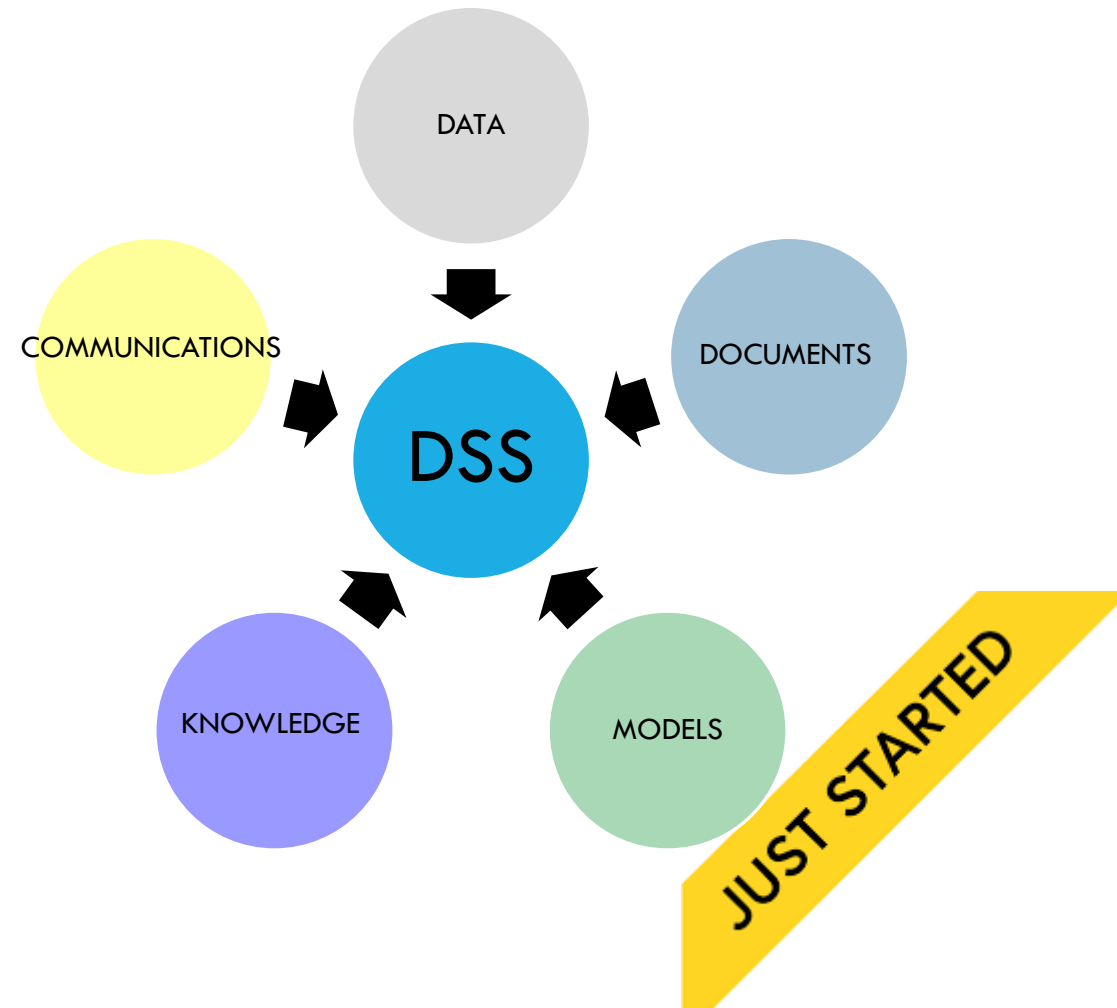 DATA
COMMUNICATIONS
DOCUMENTS
DSS
KNOWLEDGE
MODELS
JUST STARTED